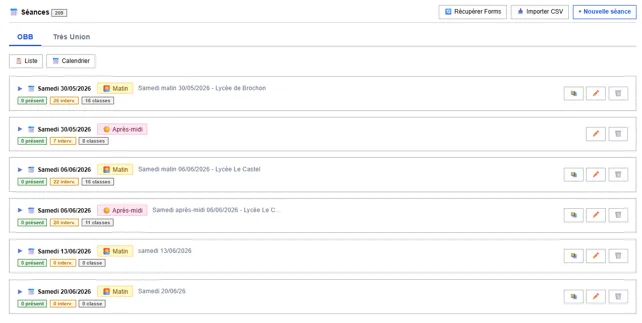 Séances 209
Récupérer Forms
Importer CSV
+ Nouvelle séance
OBB
Très Union
Liste
Calendrier
Samedi 30/05/2026 Matin Samedi matin 30/05/2026 - Lycée de Brochon
0 présent 26 interv. 18 classes
Samedi 30/05/2026 Après-midi
0 présent 7 interv. 8 classes
Samedi 06/06/2026 Matin Samedi matin 06/06/2026 - Lycée Le Castel
0 présent 22 interv. 16 classes
Samedi 06/06/2026 Après-midi Samedi après-midi 06/06/2026 - Lycée Le C...
0 présent 20 interv. 11 classes
Samedi 13/06/2026 Matin samedi 13/06/2026
0 présent 0 interv. 0 classe
Samedi 20/06/2026 Matin Samedi 20/06/26
0 présent 0 interv. 0 classe